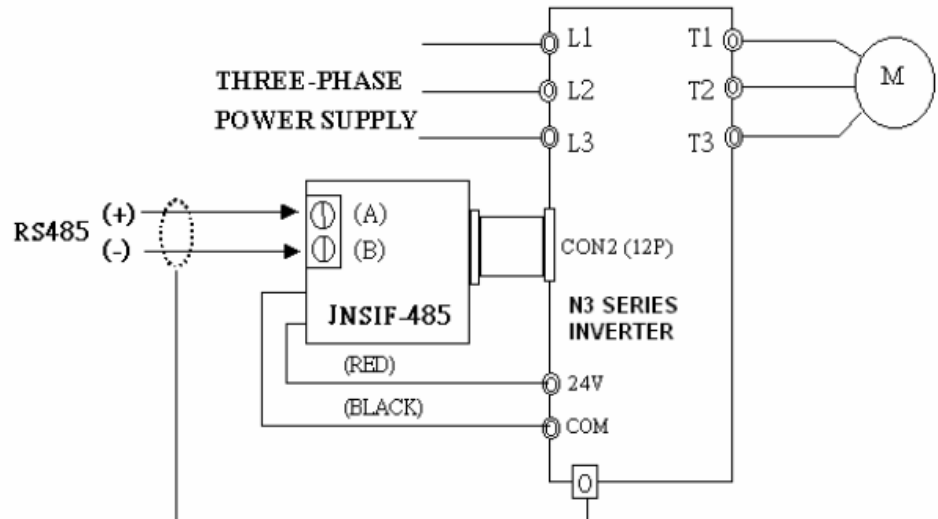 L1
T1
M
THREE-PHASE
L2
T2
POWER SUPPLY
L3
T3
RS485
(+)
(A)
(-)
(B)
CON2 (12P)
JNSIF-485
N3 SERIES
INVERTER
(RED)
24V
(BLACK)
COM
O